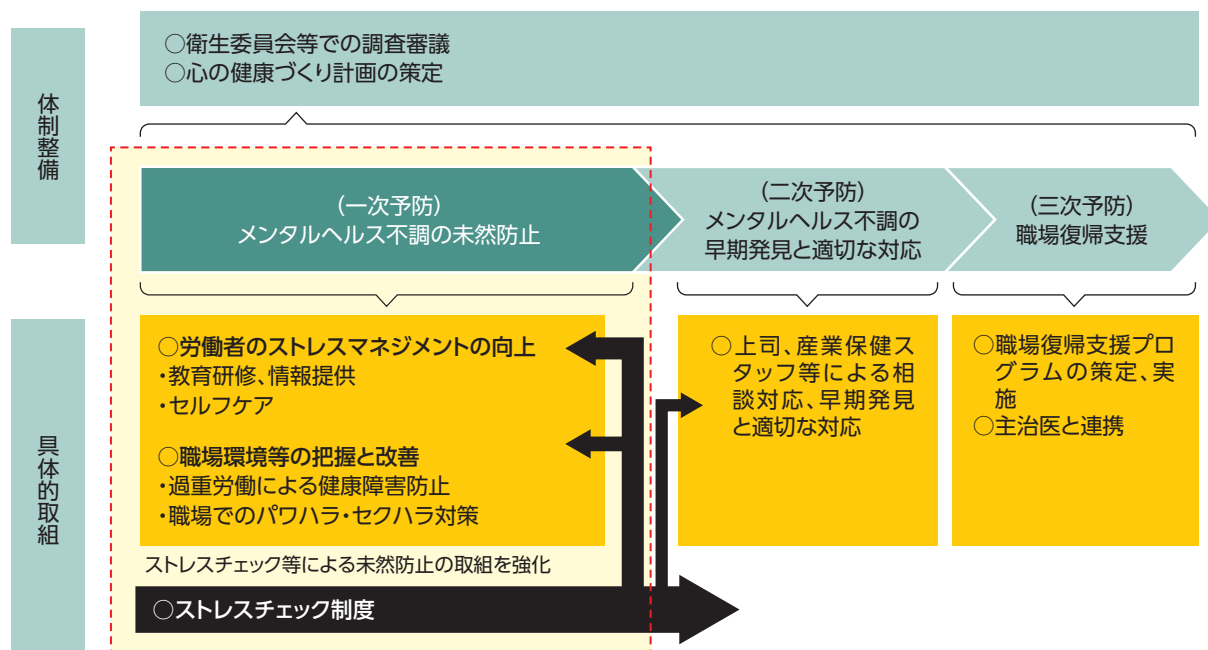 体制整備
○衛生委員会等での調査審議
○心の健康づくり計画の策定
(一次予防)
メンタルヘルス不調の未然防止
(二次予防)
メンタルヘルス不調の
早期発見と適切な対応
(三次予防)
職場復帰支援
具体的取組
○労働者のストレスマネジメントの向上
・教育研修、情報提供
・セルフケア
○職場環境等の把握と改善
・過重労働による健康障害防止
・職場でのパワハラ・セクハラ対策
○上司、産業保健ス
タッフ等による相
談対応、早期発見
と適切な対応
○職場復帰支援プロ
グラムの策定、実
施
○主治医と連携
ストレスチェック等による未然防止の取組を強化
○ストレスチェック制度